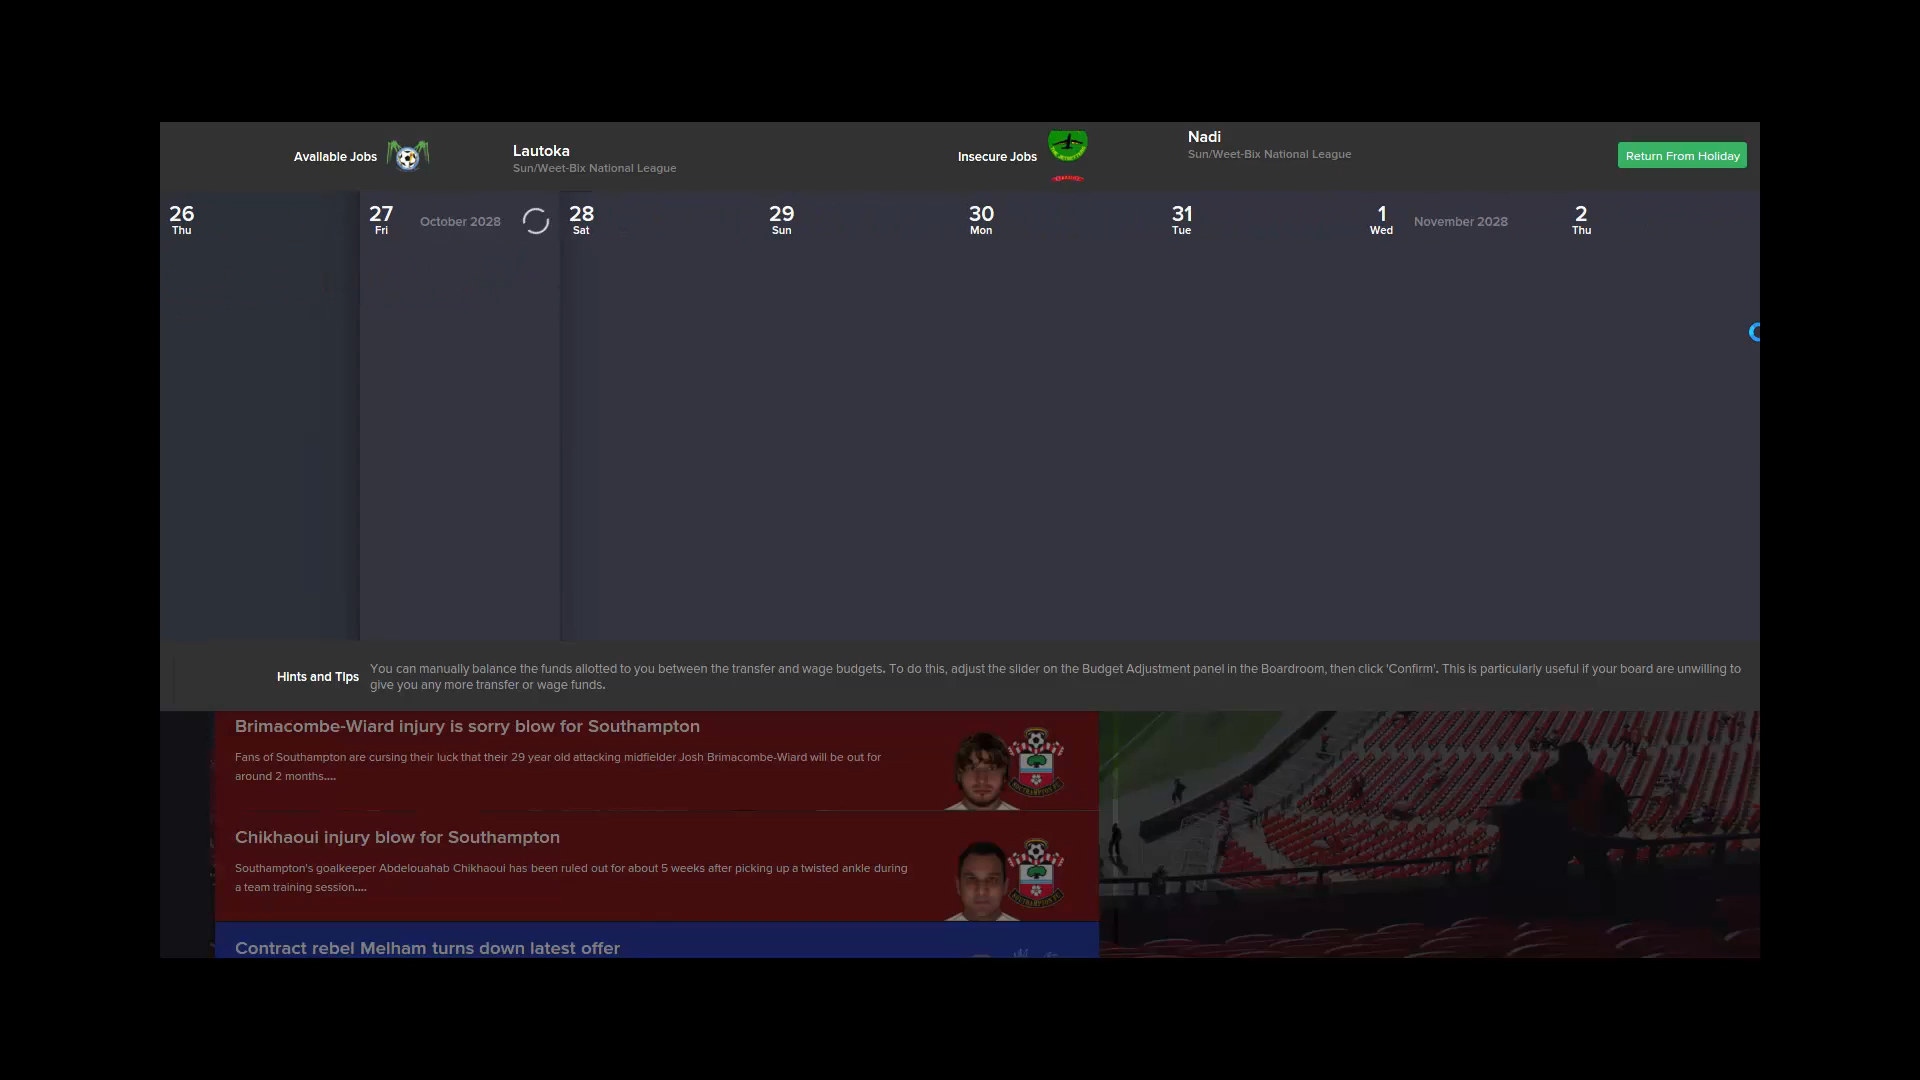 Available Jobs
Lautoka
Sun/Weet-Bix National League
Insecure Jobs
Nadi
Sun/Weet-Bix National League
Return From Holiday
26
Thu
27
Fri
October 2028
28
Sat
29
Sun
30
Mon
31
Tue
1
Wed
November 2028
2
Thu
Hints and Tips
You can manually balance the funds allotted to you between the transfer and wage budgets. To do this, adjust the slider on the Budget Adjustment panel in the Boardroom, then click 'Confirm'. This is particularly useful if your board are unwilling to
give you any more transfer or wage funds.
Brimacombe-Wiard injury is sorry blow for Southampton
Fans of Southampton are cursing their luck that their 29 year old attacking midfielder Josh Brimacombe-Wiard will be out for
around 2 months....
Chikhaoui injury blow for Southampton
Southampton's goalkeeper Abdelouahab Chikhaoui has been ruled out for about 5 weeks after picking up a twisted ankle during
a team training session....
Contract rebel Melham turns down latest offer